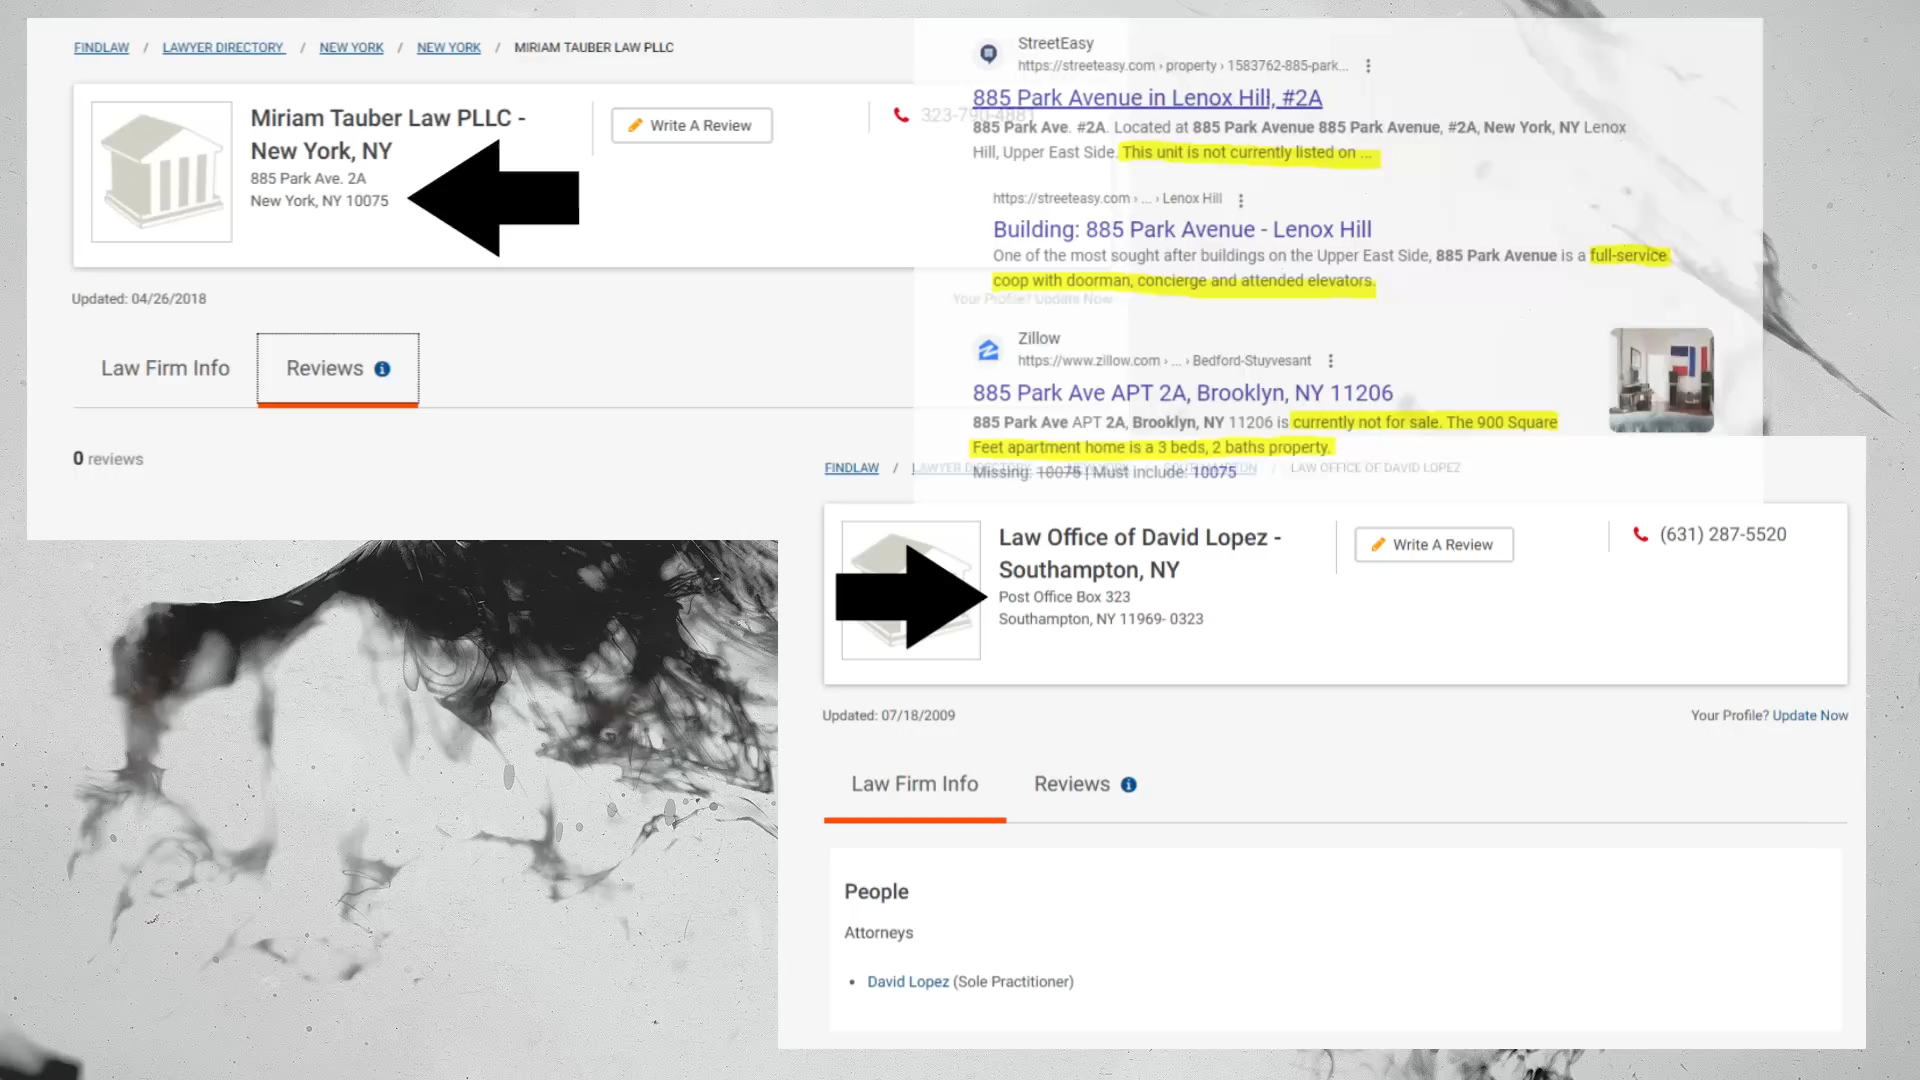 FINDLAW / LAWYER DIRECTORY / NEW YORK / NEW YORK / MIRIAM TAUBER LAW PLLC
Miriam Tauber Law PLLC -
New York, NY
885 Park Ave. 2A
New York, NY 10075
Write A Review
323-790-4881
Updated: 04/26/2018
Your Profile? Update Now
Law Firm Info
Reviews
0 reviews
StreetEasy
https://streeteasy.com › property › 1583762-885-park...
885 Park Avenue in Lenox Hill, #2A
885 Park Ave. #2A. Located at 885 Park Avenue 885 Park Avenue, #2A, New York, NY Lenox
Hill, Upper East Side. This unit is not currently listed on ...
https://streeteasy.com › ... › Lenox Hill
Building: 885 Park Avenue - Lenox Hill
One of the most sought after buildings on the Upper East Side, 885 Park Avenue is a full-service
coop with doorman, concierge and attended elevators.
Zillow
https://www.zillow.com › ... › Bedford-Stuyvesant
885 Park Ave APT 2A, Brooklyn, NY 11206
885 Park Ave APT 2A, Brooklyn, NY 11206 is currently not for sale. The 900 Square
Feet apartment home is a 3 beds, 2 baths property.
Missing: 10075 | Must include: 10075
FINDLAW / LAWYER DIRECTORY / LAW OFFICE OF DAVID LOPEZ
Law Office of David Lopez -
Southampton, NY
Post Office Box 323
Southampton, NY 11969- 0323
Write A Review
(631) 287-5520
Updated: 07/18/2009
Your Profile? Update Now
Law Firm Info
Reviews
People
Attorneys
• David Lopez (Sole Practitioner)